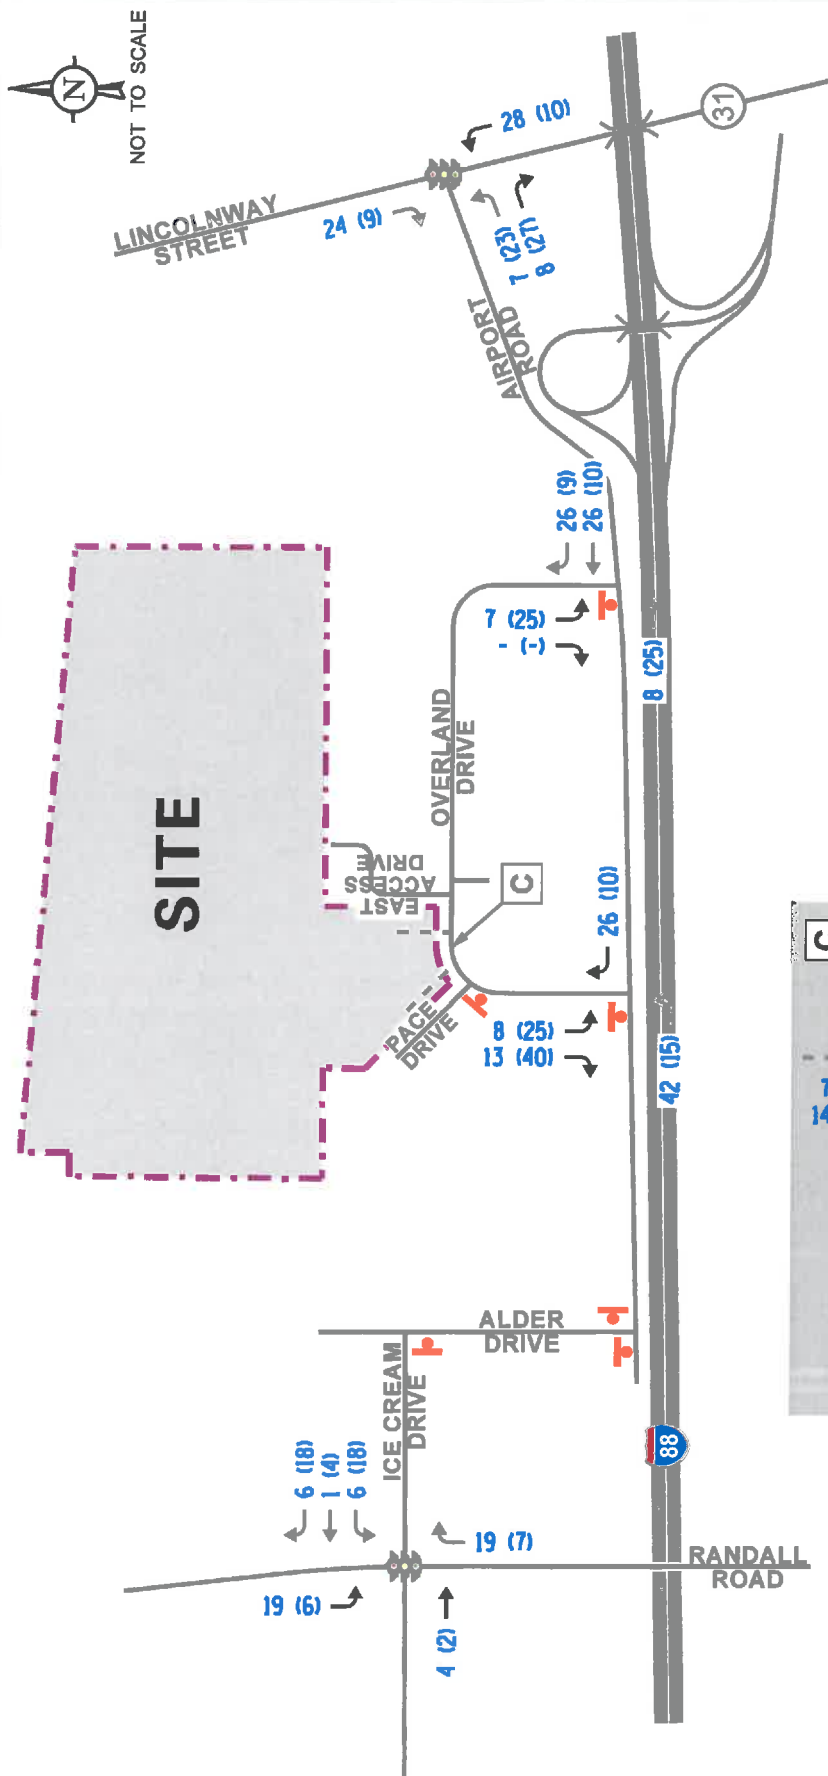 N
NOT TO SCALE
LINCOLNWAY
STREET
24 (9)
28 (10)
7 (23)
8 (27)
31
AIRPORT
ROAD
SITE
26 (9)
26 (10)
7 (25)
- (-)
OVERLAND
DRIVE
8 (25)
EAST
ACCESS
DRIVE
C
PACE
DRIVE
26 (10)
8 (25)
13 (40)
42 (15)
C
7
14
ALDER
DRIVE
ICE CREAM
DRIVE
6 (18)
1 (4)
6 (18)
88
19 (7)
19 (6)
4 (2)
RANDALL
ROAD